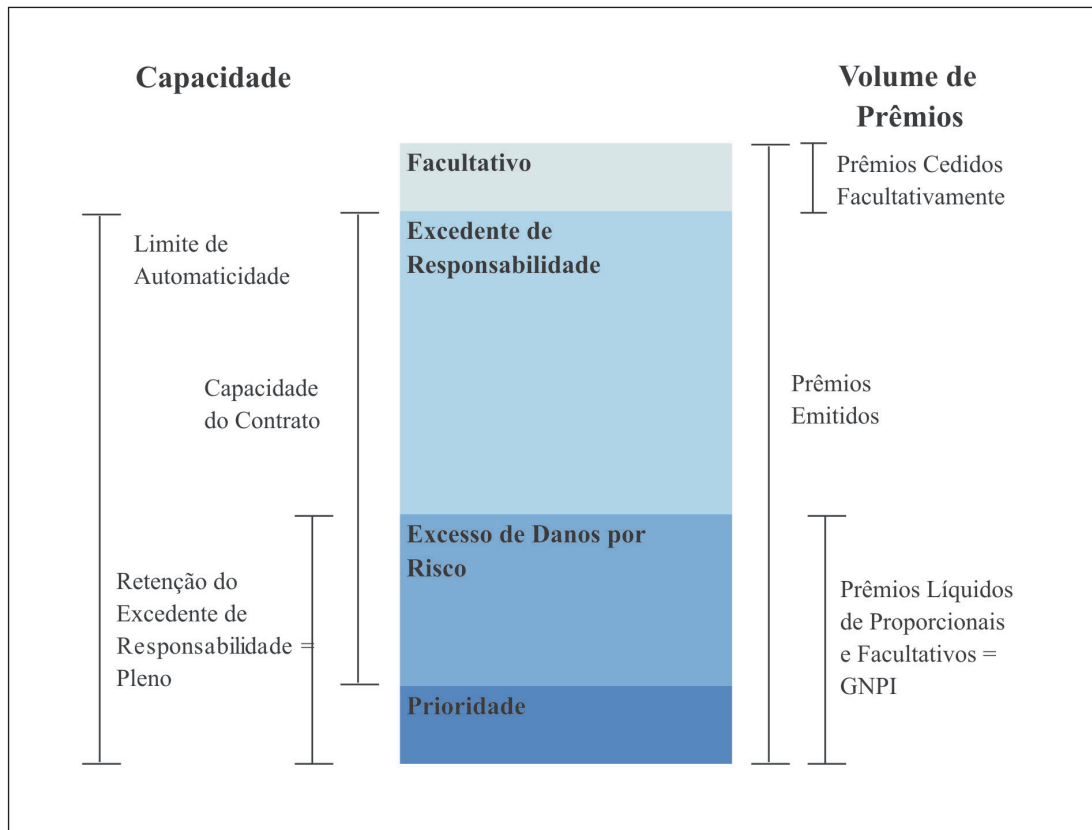 Capacidade
Volume de
Prêmios
Facultativo
Prêmios Cedidos
Facultativamente
Excedente de
Responsabilidade
Limite de
Automaticidade
Capacidade
do Contrato
Prêmios
Emitidos
Excesso de Danos por
Risco
Retenção do
Excedente de
Responsabilidade =
Pleno
Prêmios Líquidos
de Proporcionais
e Facultativos =
GNPI
Prioridade